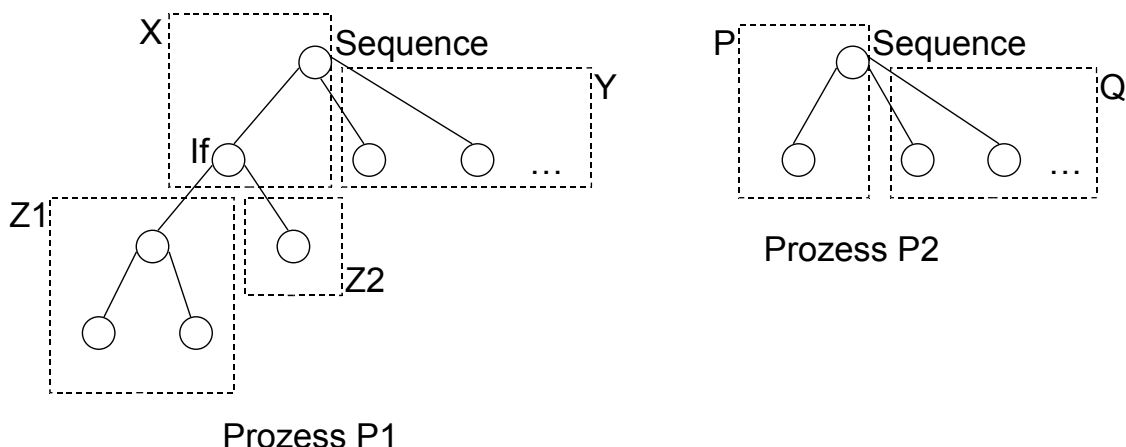 X
Sequence
Y
If
…
Z1
Z2
Prozess P1
P
Sequence
Q
…
Prozess P2